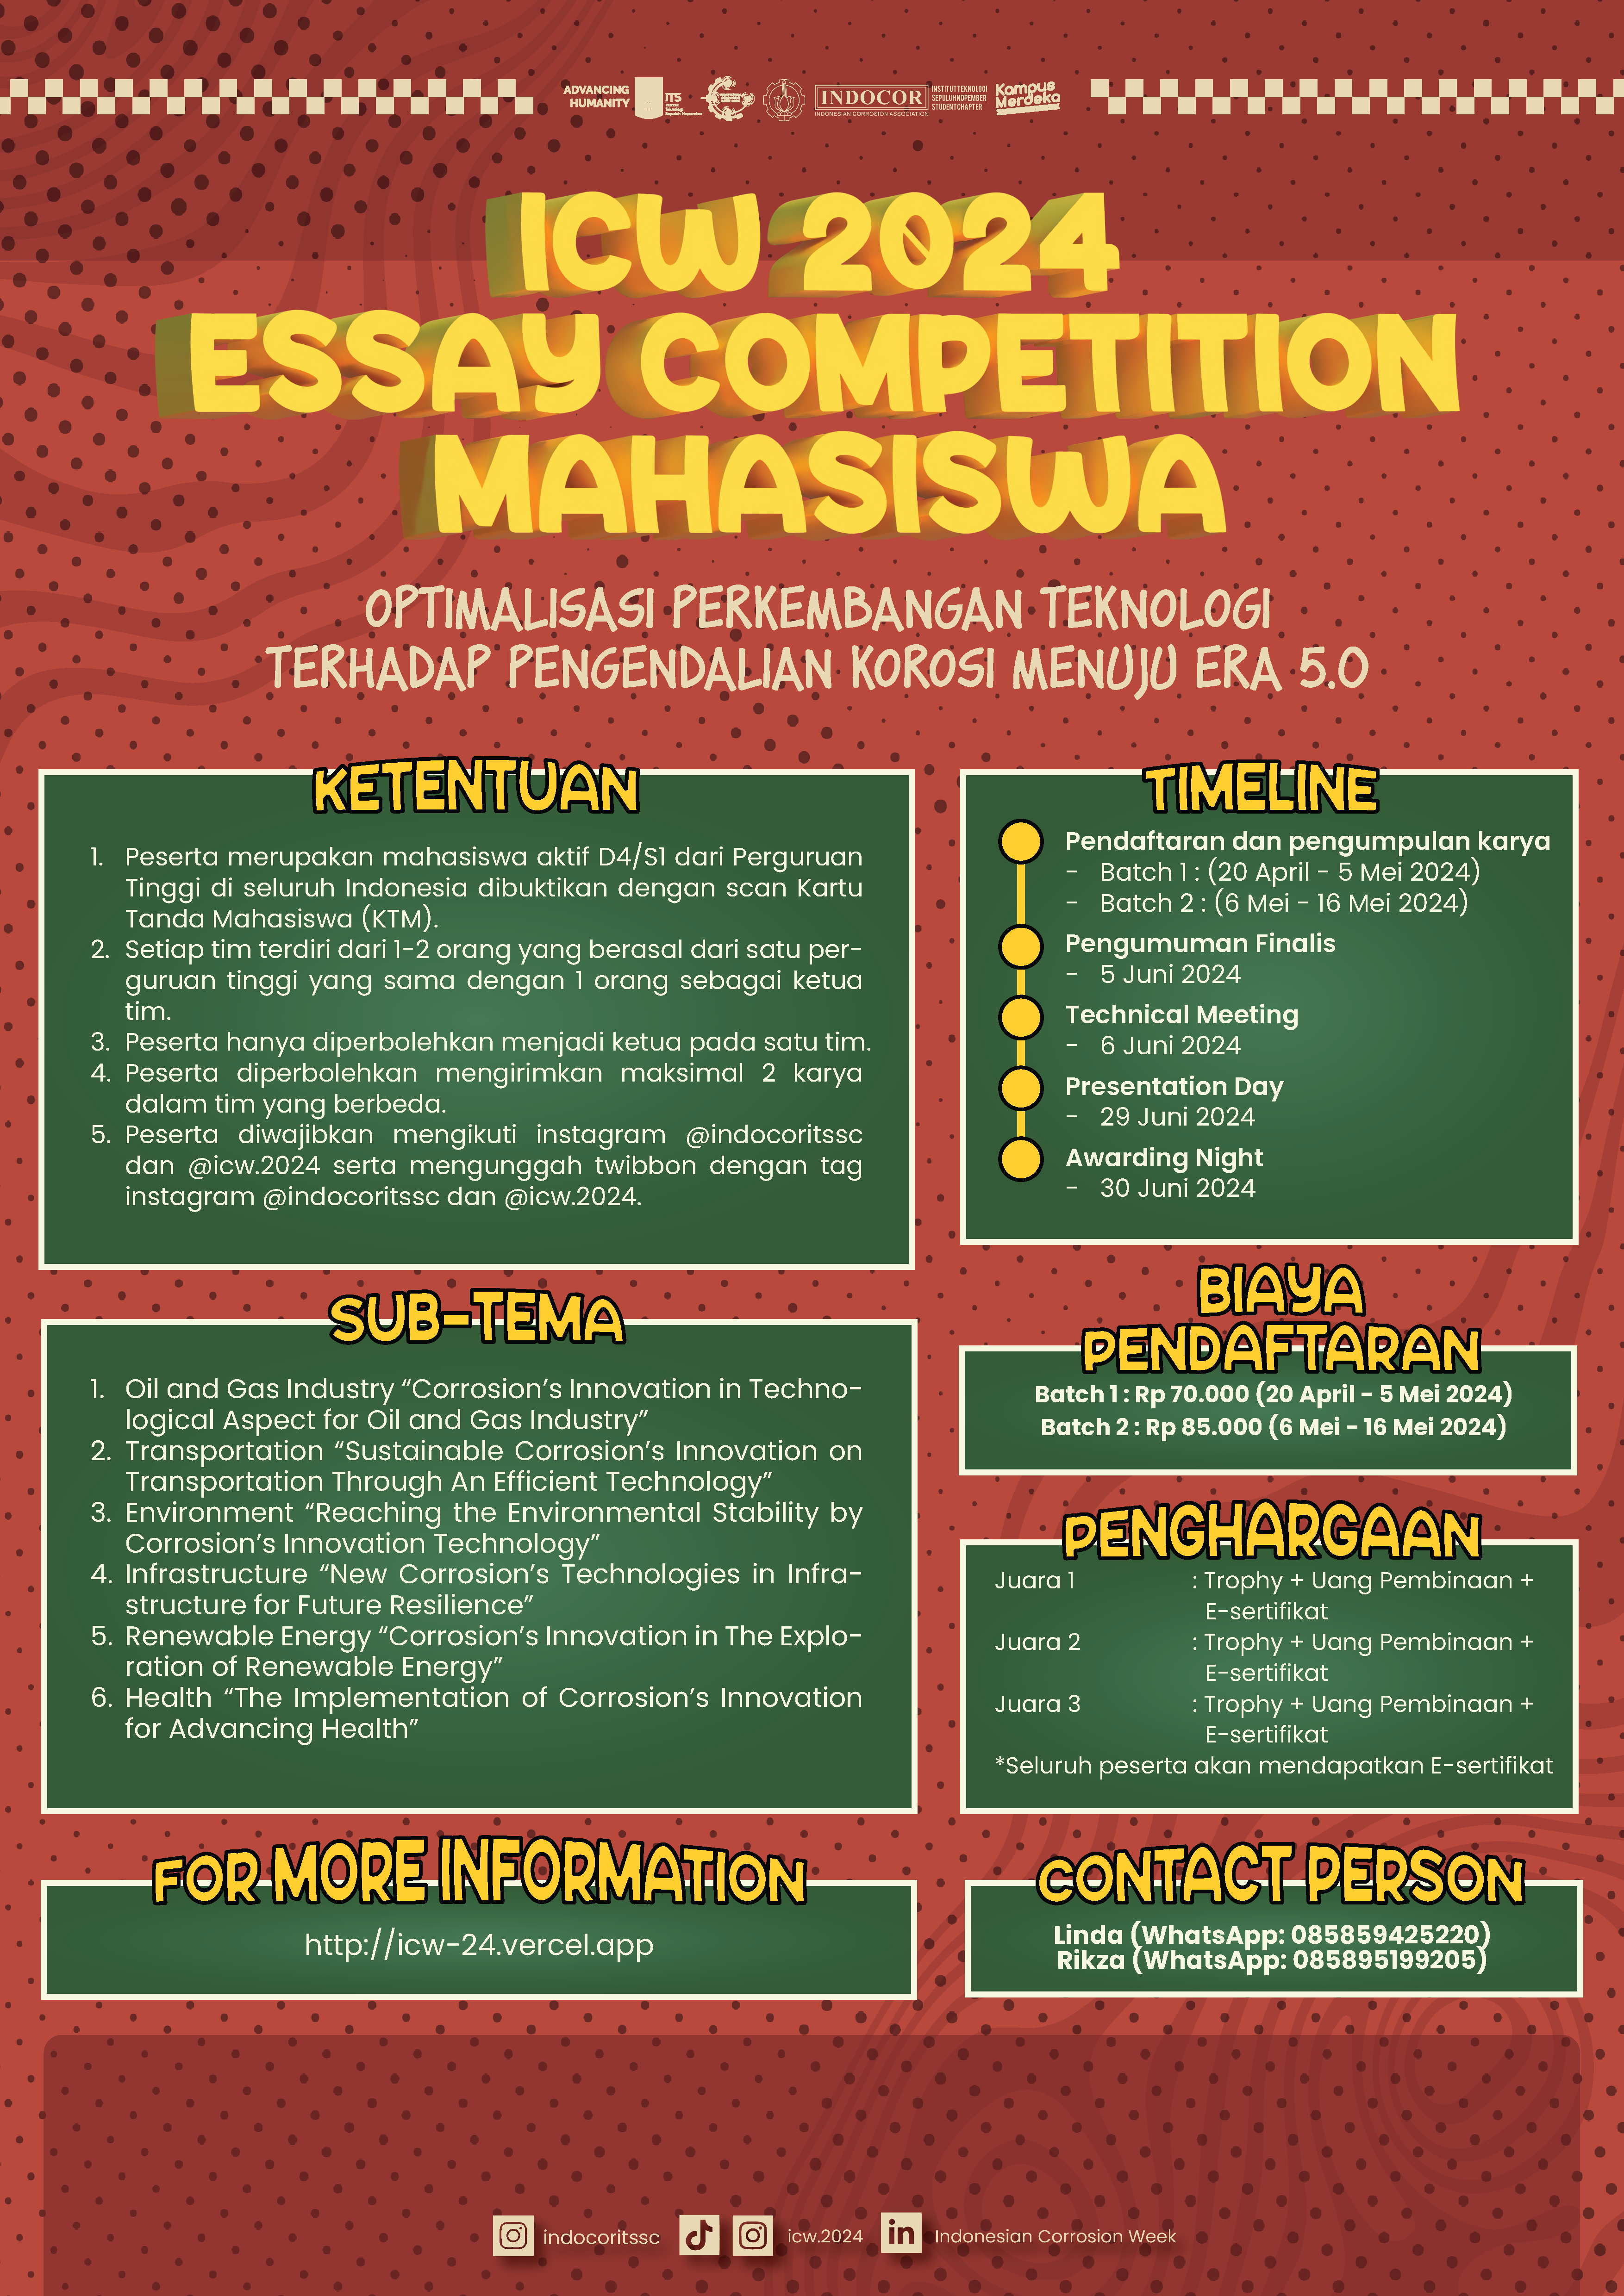 ADVANCING
HUMANITY
ITS
Institut
Teknologi
Sepuluh Nopember
INDOCOR
INDONESIAN CORROSION ASSOCIATION
INSTITUT TEKNOLOGI
SEPULUH NOPEMBER
STUDENT CHAPTER
Kampus
Merdeka
ICW 2024
ESSAY COMPETITION
MAHASISWA
OPTIMALISASI PERKEMBANGAN TEKNOLOGI
TERHADAP PENGENDALIAN KOROSI MENUJU ERA 5.0
KETENTUAN
1. Peserta merupakan mahasiswa aktif D4/S1 dari Perguruan
Tinggi di seluruh Indonesia dibuktikan dengan scan Kartu
Tanda Mahasiswa (KTM).
2. Setiap tim terdiri dari 1-2 orang yang berasal dari satu per-
guruan tinggi yang sama dengan 1 orang sebagai ketua
tim.
3. Peserta hanya diperbolehkan menjadi ketua pada satu tim.
4. Peserta diperbolehkan mengirimkan maksimal 2 karya
dalam tim yang berbeda.
5. Peserta diwajibkan mengikuti instagram @indocoritssc
dan @icw.2024 serta mengunggah twibbon dengan tag
instagram @indocoritssc dan @icw.2024.
TIMELINE
Pendaftaran dan pengumpulan karya
- Batch 1 : (20 April - 5 Mei 2024)
- Batch 2 : (6 Mei - 16 Mei 2024)
Pengumuman Finalis
- 5 Juni 2024
Technical Meeting
- 6 Juni 2024
Presentation Day
- 29 Juni 2024
Awarding Night
- 30 Juni 2024
SUB-TEMA
1. Oil and Gas Industry “Corrosion’s Innovation in Techno-
logical Aspect for Oil and Gas Industry”
2. Transportation “Sustainable Corrosion’s Innovation on
Transportation Through An Efficient Technology”
3. Environment “Reaching the Environmental Stability by
Corrosion’s Innovation Technology”
4. Infrastructure “New Corrosion’s Technologies in Infra-
structure for Future Resilience”
5. Renewable Energy “Corrosion’s Innovation in The Explo-
ration of Renewable Energy”
6. Health “The Implementation of Corrosion’s Innovation
for Advancing Health”
BIAYA
PENDAFTARAN
Batch 1 : Rp 70.000 (20 April - 5 Mei 2024)
Batch 2 : Rp 85.000 (6 Mei - 16 Mei 2024)
PENGHARGAAN
Juara 1 : Trophy + Uang Pembinaan +
E-sertifikat
Juara 2 : Trophy + Uang Pembinaan +
E-sertifikat
Juara 3 : Trophy + Uang Pembinaan +
E-sertifikat
*Seluruh peserta akan mendapatkan E-sertifikat
FOR MORE INFORMATION
http://icw-24.vercel.app
CONTACT PERSON
Linda (WhatsApp: 085859425220)
Rikza (WhatsApp: 085895199205)
indocoritssc
icw.2024
in
Indonesian Corrosion Week